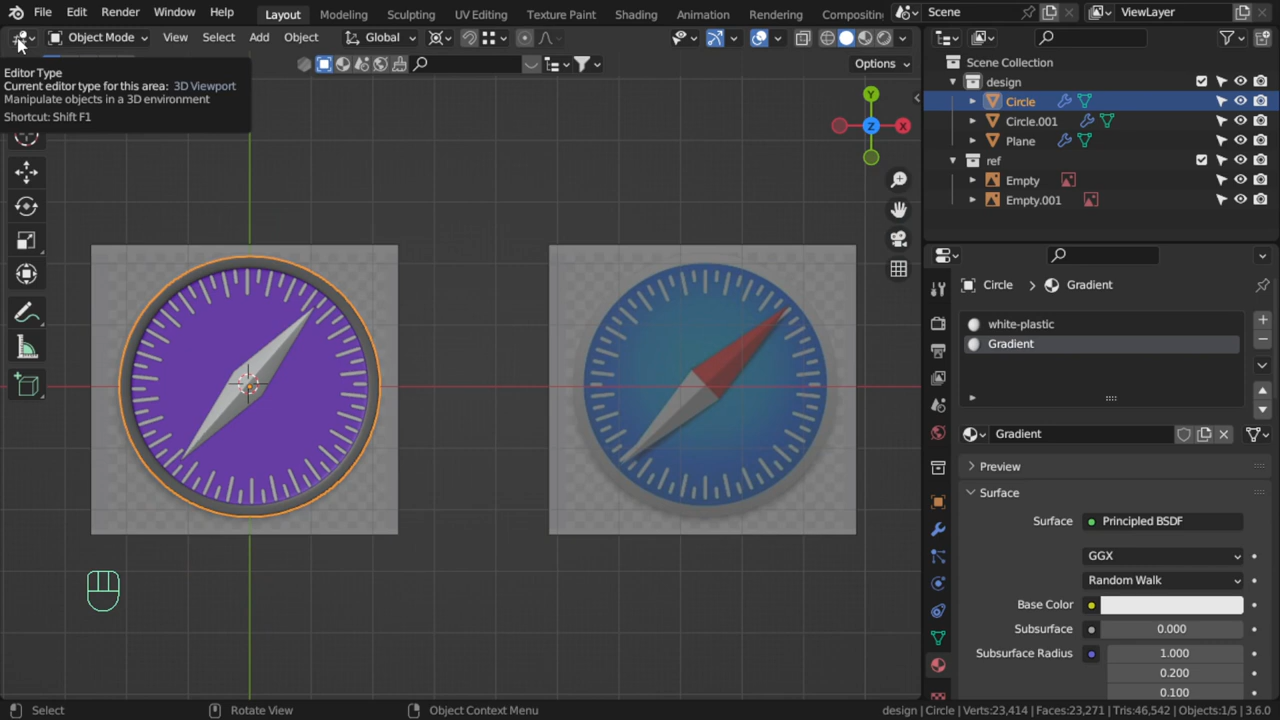 File Edit Render Window Help Layout Modeling Sculpting UV Editing Texture Paint Shading Animation Rendering Compositin Scene ViewLayer
Object Mode View Select Add Object Global
Options
Editor Type
Current editor type for this area: 3D Viewport
Manipulate objects in a 3D environment
Shortcut: Shift F1
Y
Z
X
Scene Collection
design
Circle
Circle.001
Plane
ref
Empty
Empty.001
Circle > Gradient
white-plastic
Gradient
Gradient
Preview
Surface
Surface Principled BSDF
GGX
Random Walk
Base Color
Subsurface 0.000
Subsurface Radius 1.000
0.200
0.100
Select Rotate View Object Context Menu design | Circle | Verts:23,414 | Faces:23,271 | Tris:46,542 | Objects:1/5 | 3.6.0